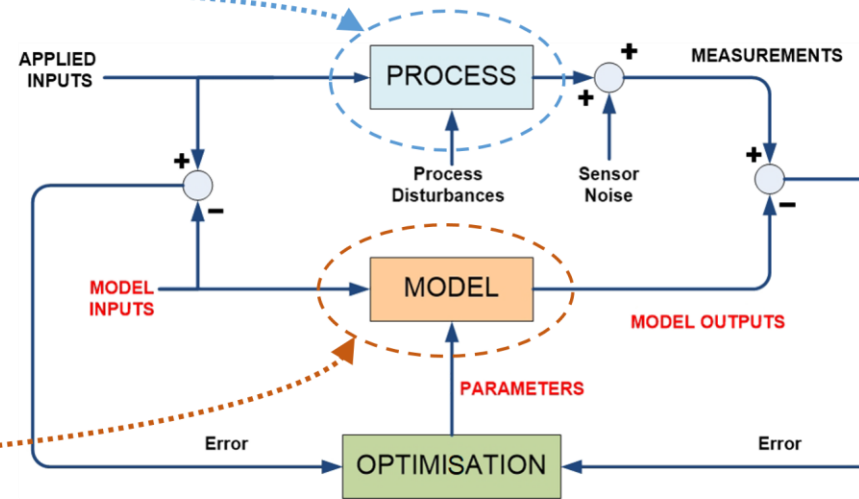 APPLIED
INPUTS
PROCESS
+
+
MEASUREMENTS
+
−
Process
Disturbances
Sensor
Noise
+
−
MODEL
INPUTS
MODEL
MODEL OUTPUTS
PARAMETERS
Error
OPTIMISATION
Error